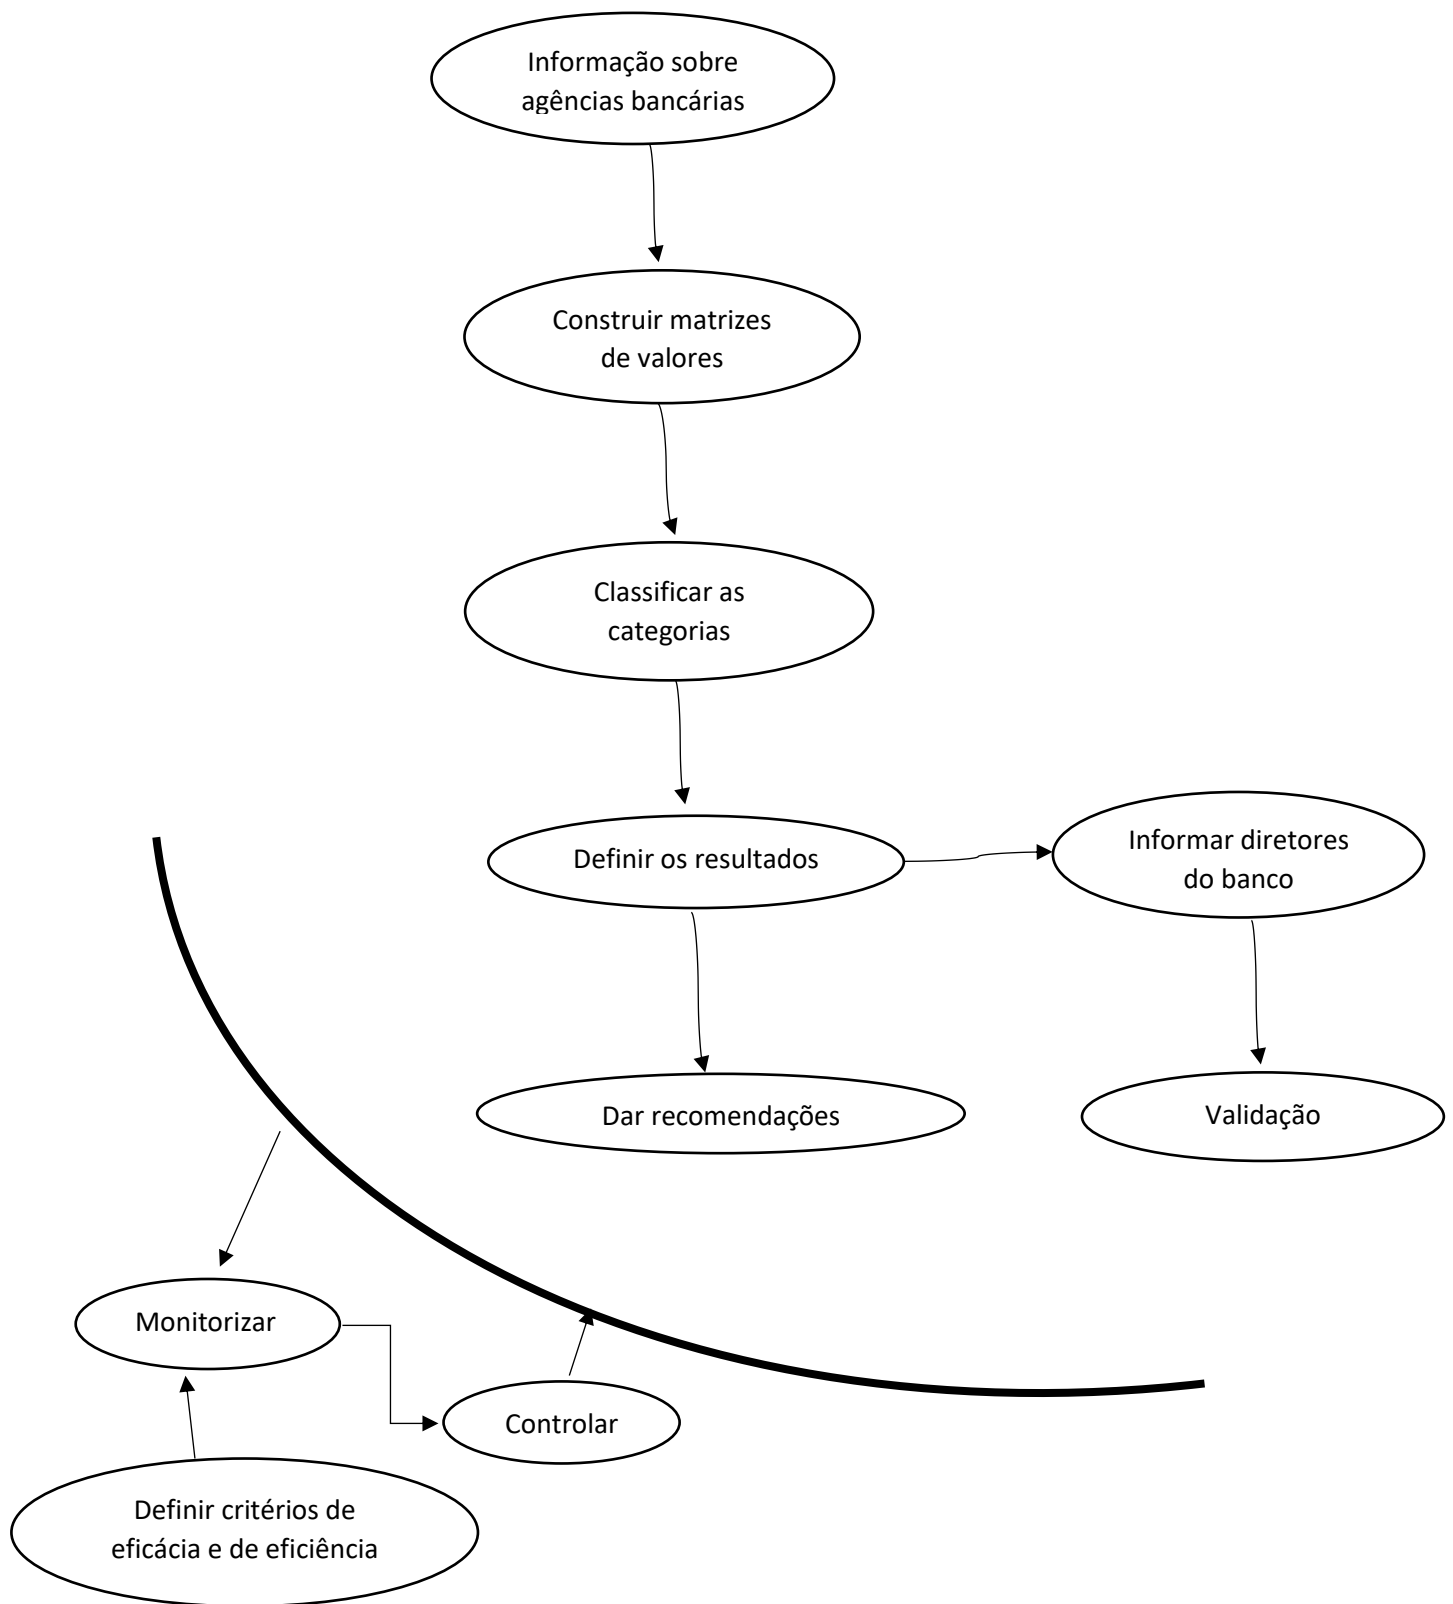 Informação sobre
agências bancárias
Construir matrizes
de valores
Classificar as
categorias
Definir os resultados
Informar diretores
do banco
Dar recomendações
Validação
Monitorizar
Controlar
Definir critérios de
eficácia e de eficiência